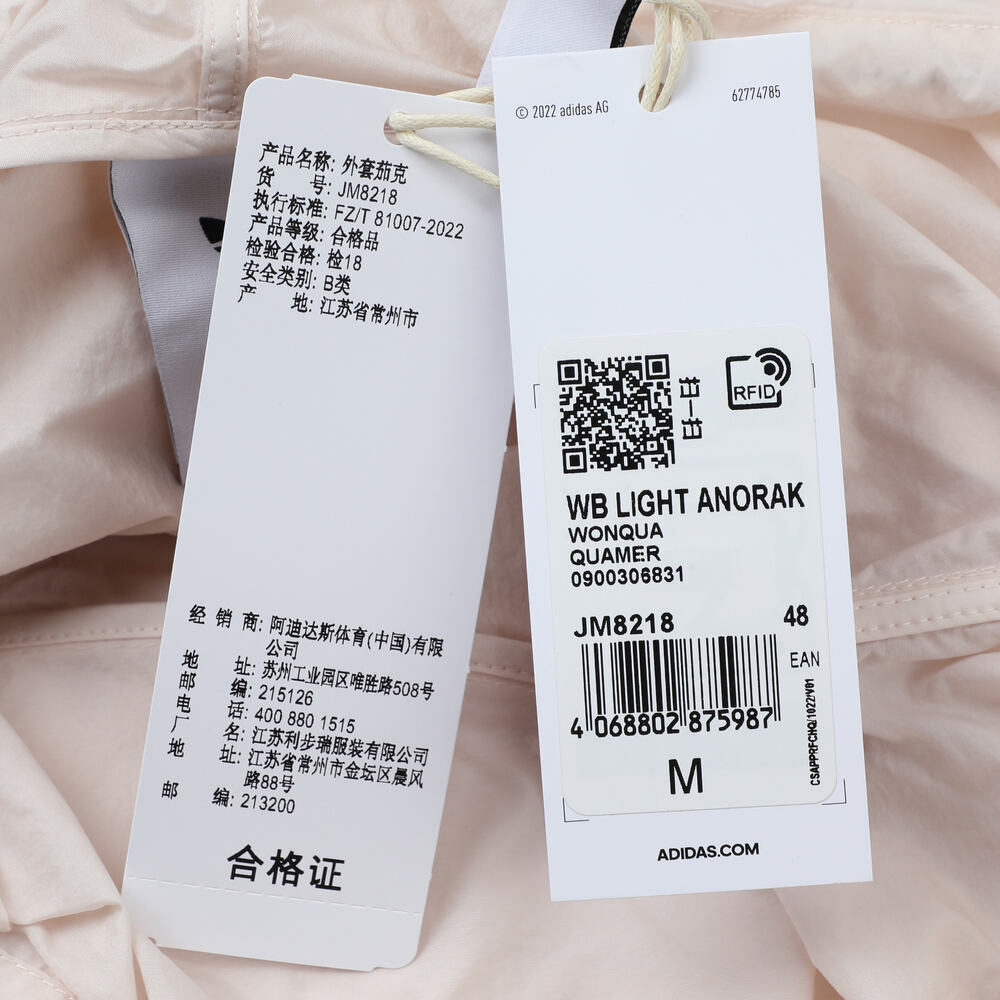 产品名称: 外套茄克
货 号: JM8218
执行标准: FZ/T 81007-2022
产品等级: 合格品
检验合格: 检18
安全类别: B类
产 地: 江苏省常州市
经 销 商: 阿迪达斯体育(中国)有限
公司
地 址: 苏州工业园区唯胜路508号
邮 编: 215126
电 话: 400 880 1515
厂 名: 江苏利步瑞服装有限公司
地 址: 江苏省常州市金坛区晨风
路88号
邮 编: 213200
合格证
© 2022 adidas AG
62774785
RFID
WB LIGHT ANORAK
WONQUA
QUAMER
0900306831
JM8218
48
EAN
4 068802 875987
CSAPPRFCHQ/1022/V01
M
ADIDAS.COM